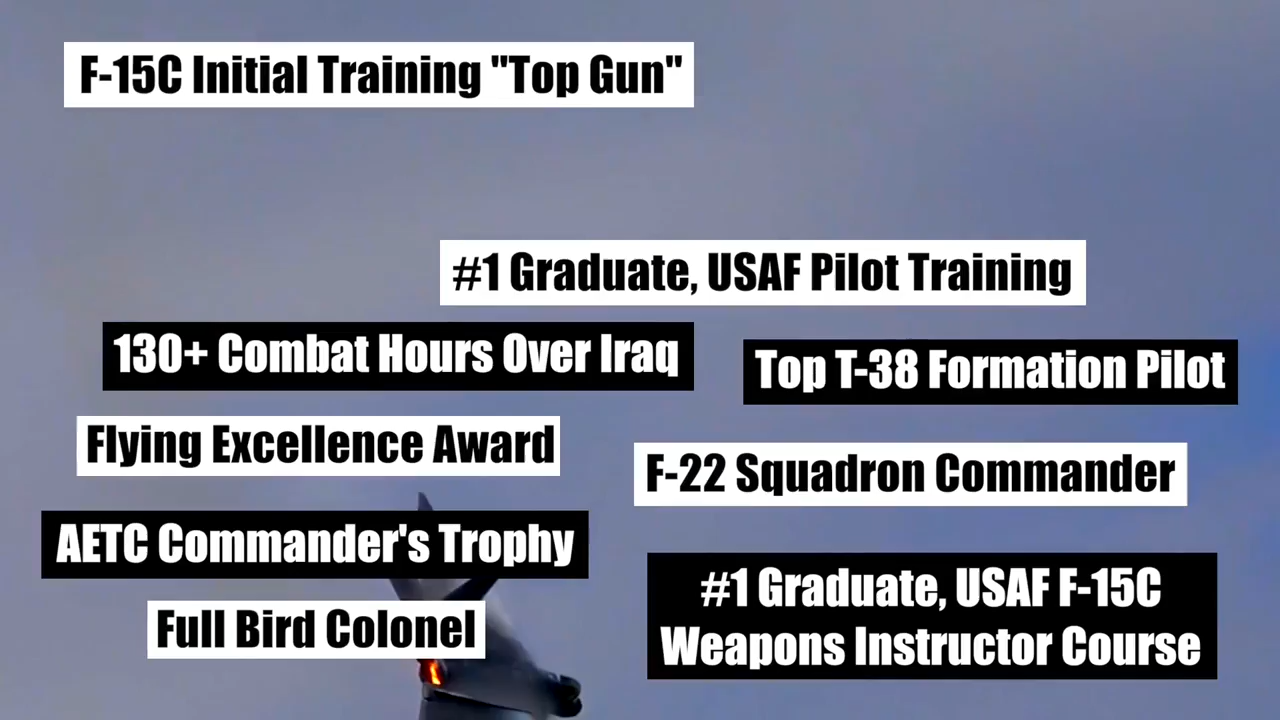 F-15C Initial Training "Top Gun"
#1 Graduate, USAF Pilot Training
130+ Combat Hours Over Iraq
Top T-38 Formation Pilot
Flying Excellence Award
F-22 Squadron Commander
AETC Commander's Trophy
#1 Graduate, USAF F-15C
Weapons Instructor Course
Full Bird Colonel